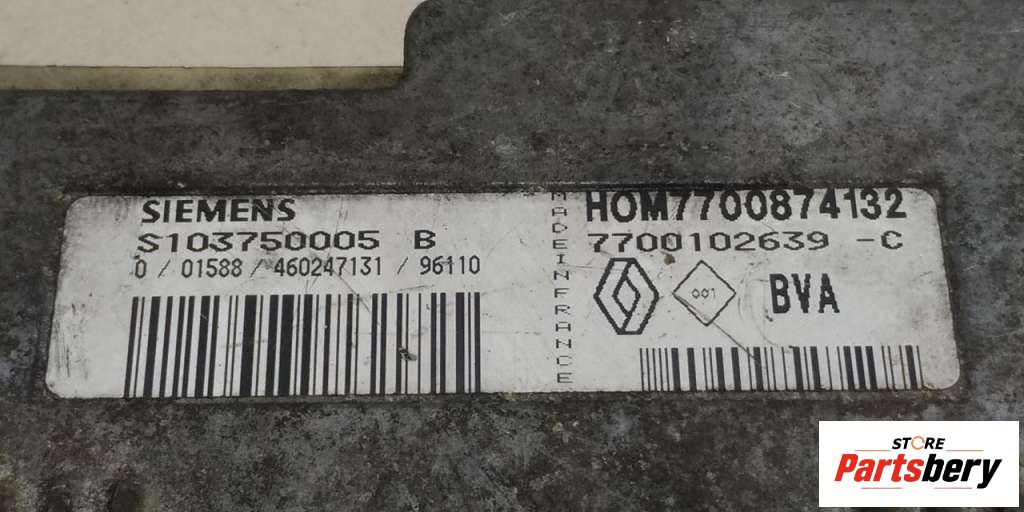 SIEMENS
S103750005 B
0 / 01588 / 460247131 / 96110
MADE IN FRANCE
HOM7700874132
7700102639 -C
001
BVA
STORE
Partsbery